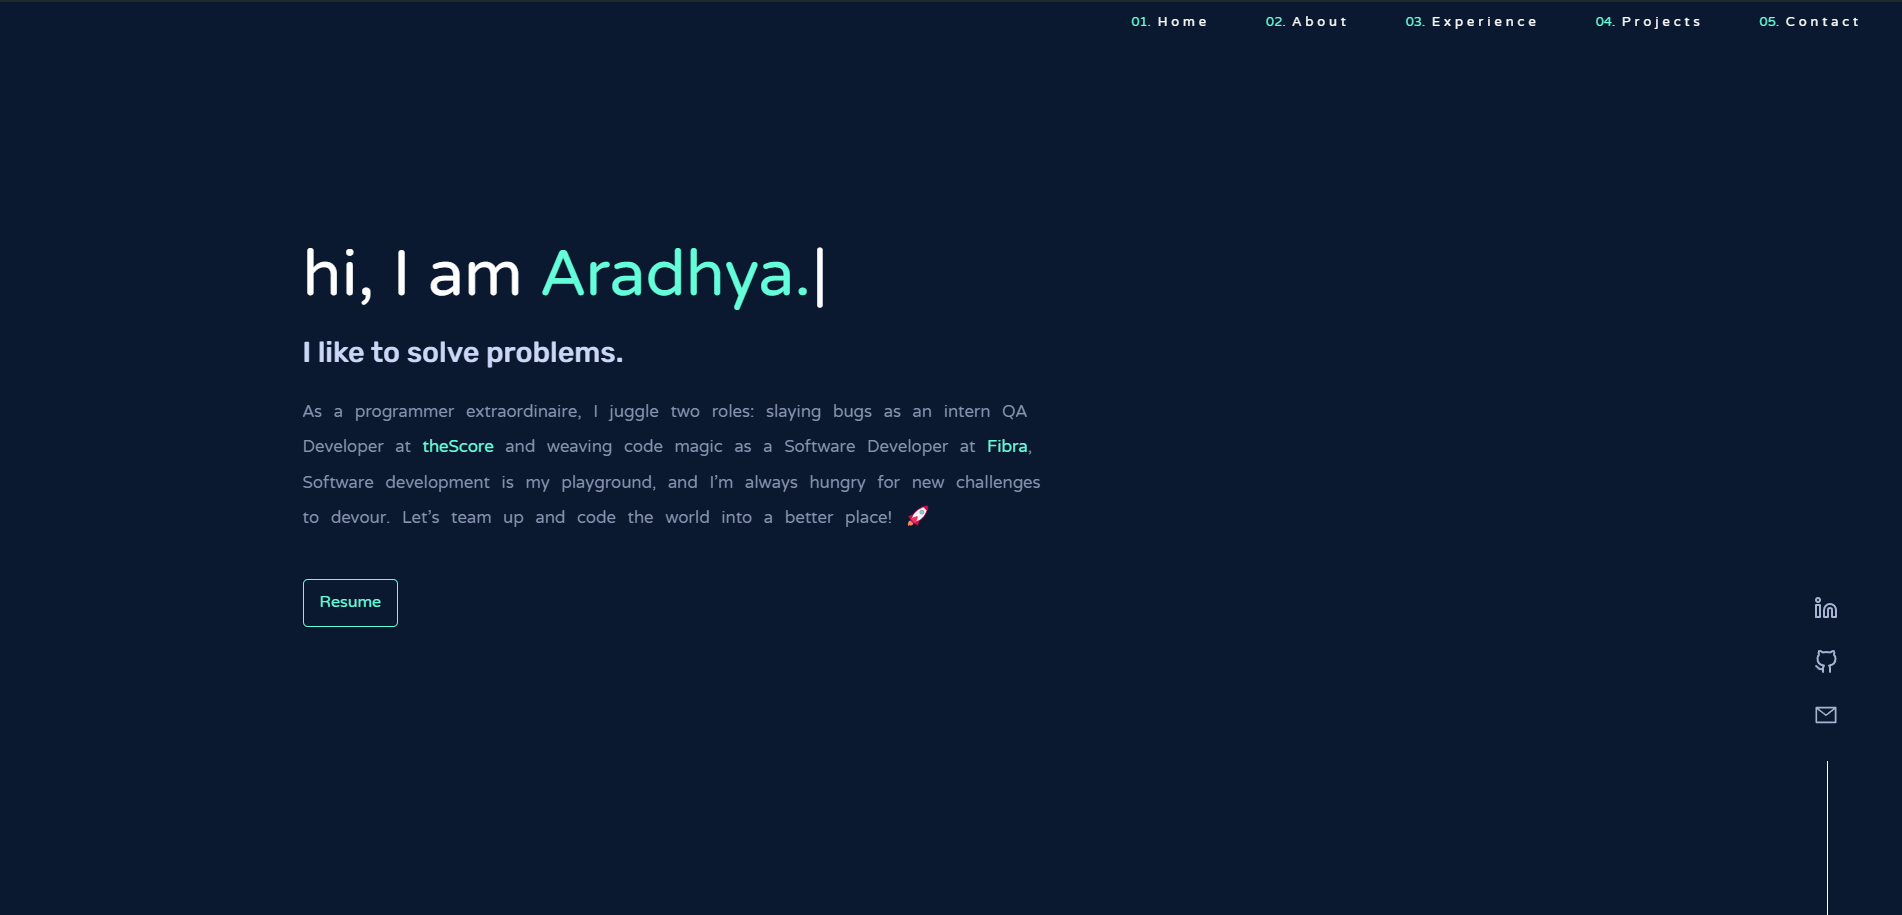 01. Home 02. About 03. Experience 04. Projects 05. Contact
hi, I am Aradhya.|
I like to solve problems.
As a programmer extraordinaire, I juggle two roles: slaying bugs as an intern QA
Developer at theScore and weaving code magic as a Software Developer at Fibra,
Software development is my playground, and I'm always hungry for new challenges
to devour. Let's team up and code the world into a better place! 🚀
Resume